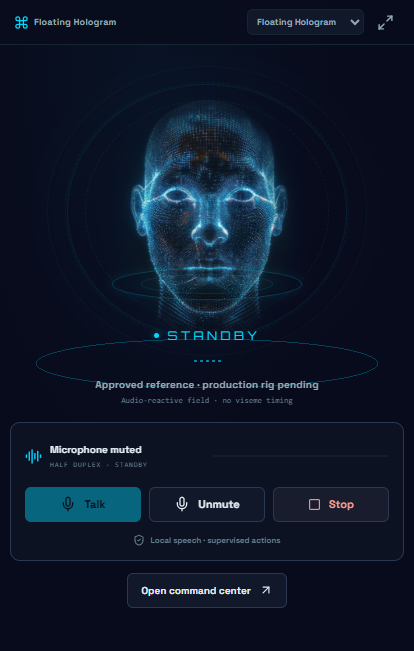 Floating Hologram
Floating Hologram
STANDBY
Approved reference · production rig pending
Audio-reactive field · no viseme timing
Microphone muted
HALF DUPLEX · STANDBY
Talk
Unmute
Stop
Local speech · supervised actions
Open command center